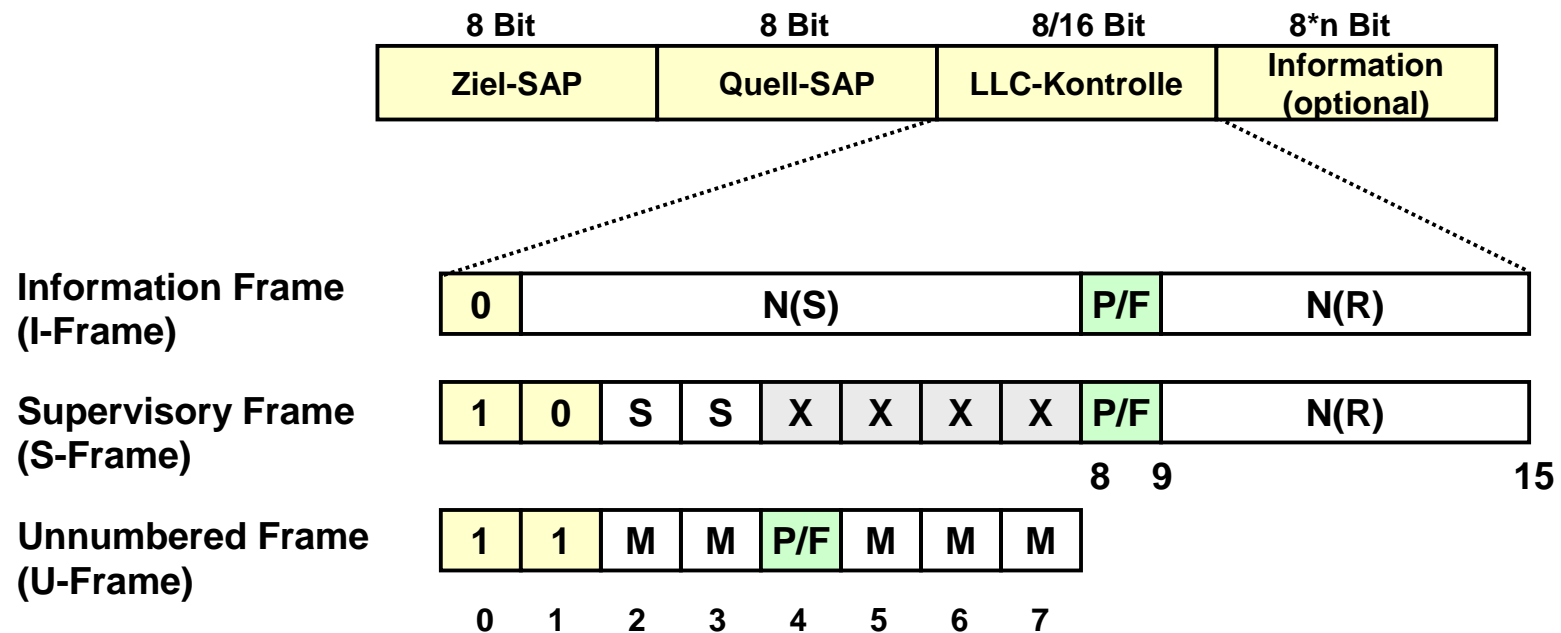 8 Bit 8 Bit 8/16 Bit 8*n Bit
Ziel-SAP Quell-SAP LLC-Kontrolle Information
(optional)
Information Frame
(I-Frame)
0 N(S) P/F N(R)
Supervisory Frame
(S-Frame)
1 0 S S X X X X P/F N(R)
8 9 15
Unnumbered Frame
(U-Frame)
1 1 M M P/F M M M
0 1 2 3 4 5 6 7